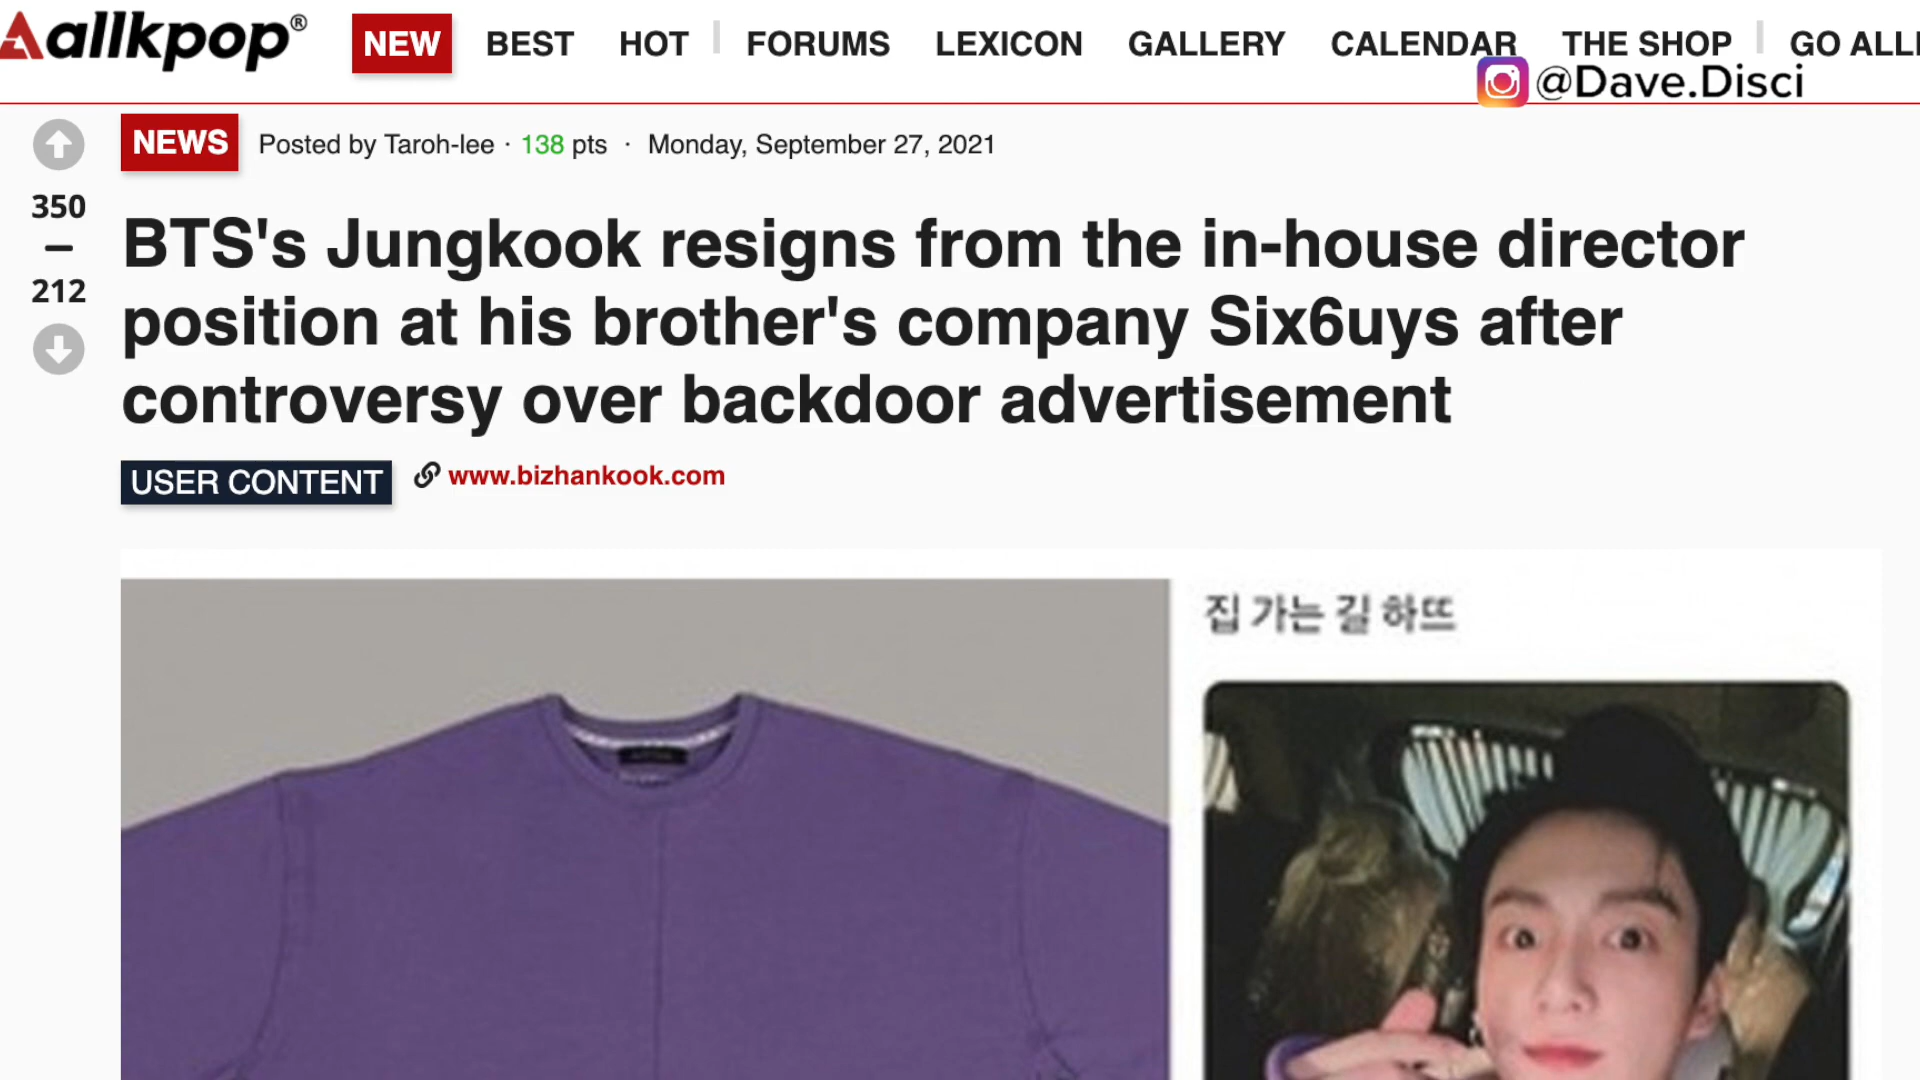 allkpop®
NEW BEST HOT FORUMS LEXICON GALLERY CALENDAR THE SHOP GO ALL
@Dave.Disci
NEWS Posted by Taroh-lee · 138 pts · Monday, September 27, 2021
350
212
BTS's Jungkook resigns from the in-house director
position at his brother's company Six6uys after
controversy over backdoor advertisement
USER CONTENT www.bizhankook.com
집 가는 길 하뜨